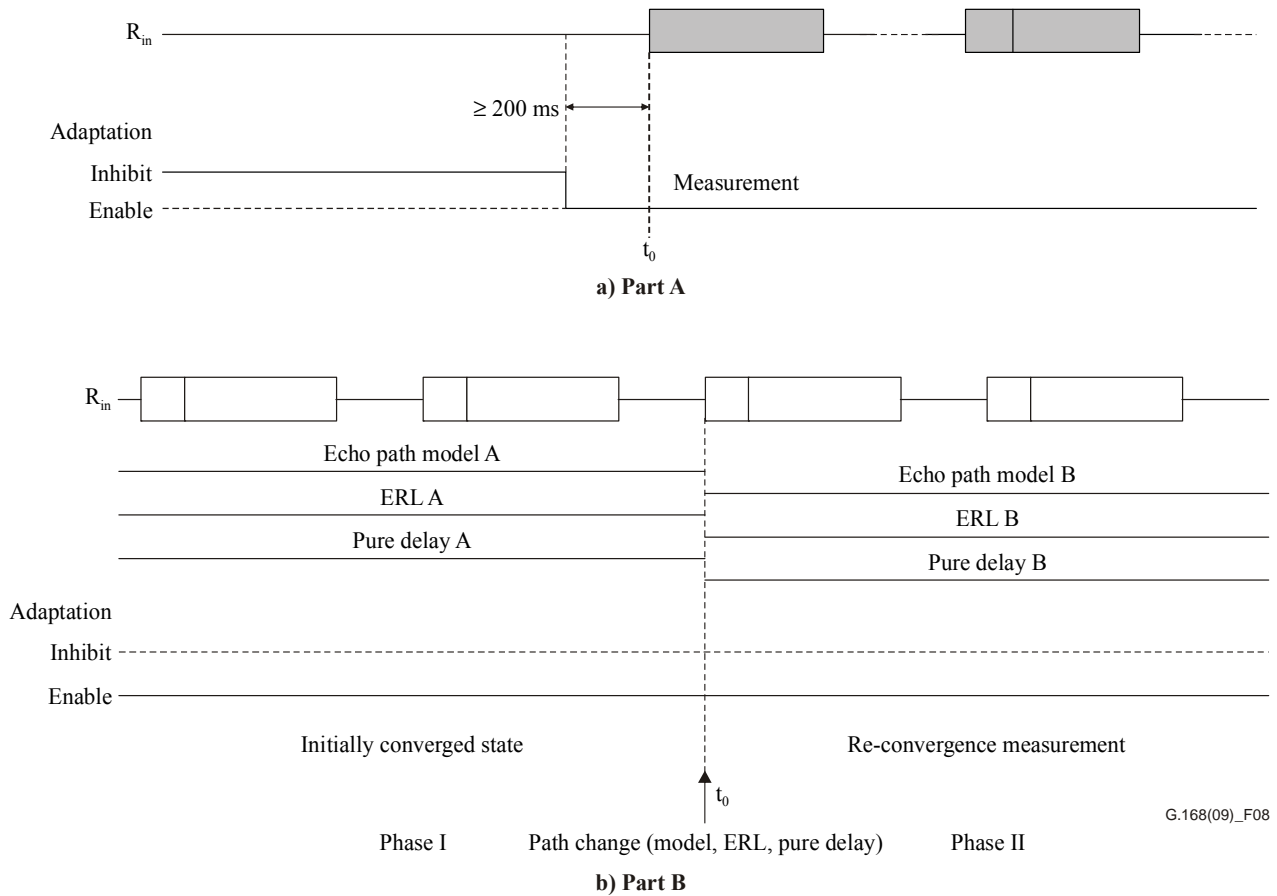 R_in
≥ 200 ms
Adaptation
Inhibit
Measurement
Enable
t_0
a) Part A
R_in
Echo path model A
Echo path model B
ERL A
ERL B
Pure delay A
Pure delay B
Adaptation
Inhibit
Enable
Initially converged state
Re-convergence measurement
t_0
G.168(09)_F08
Phase I
Path change (model, ERL, pure delay)
Phase II
b) Part B